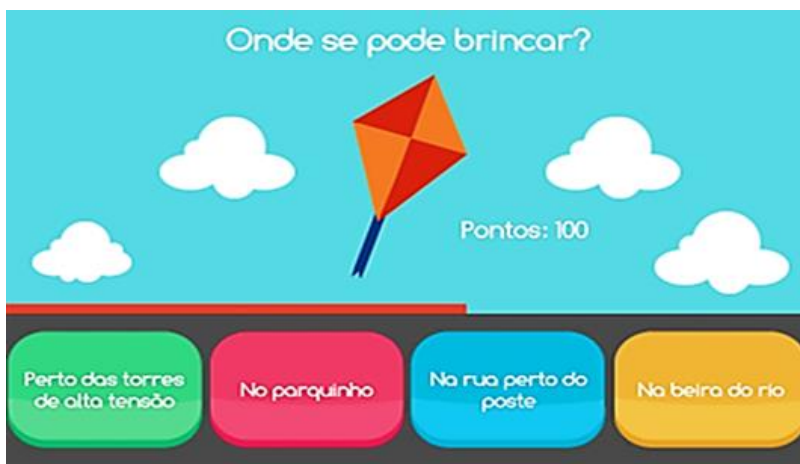 Onde se pode brincar?
Pontos: 100
Perto das torres
de alta tensão
No parquinho
Na rua perto do
poste
Na beira do rio